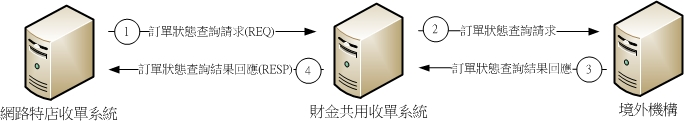 1 訂單狀態查詢請求(REQ)
2 訂單狀態查詢請求
訂單狀態查詢結果回應(RESP) 4
訂單狀態查詢結果回應 3
網路特店收單系統
財金共用收單系統
境外機構